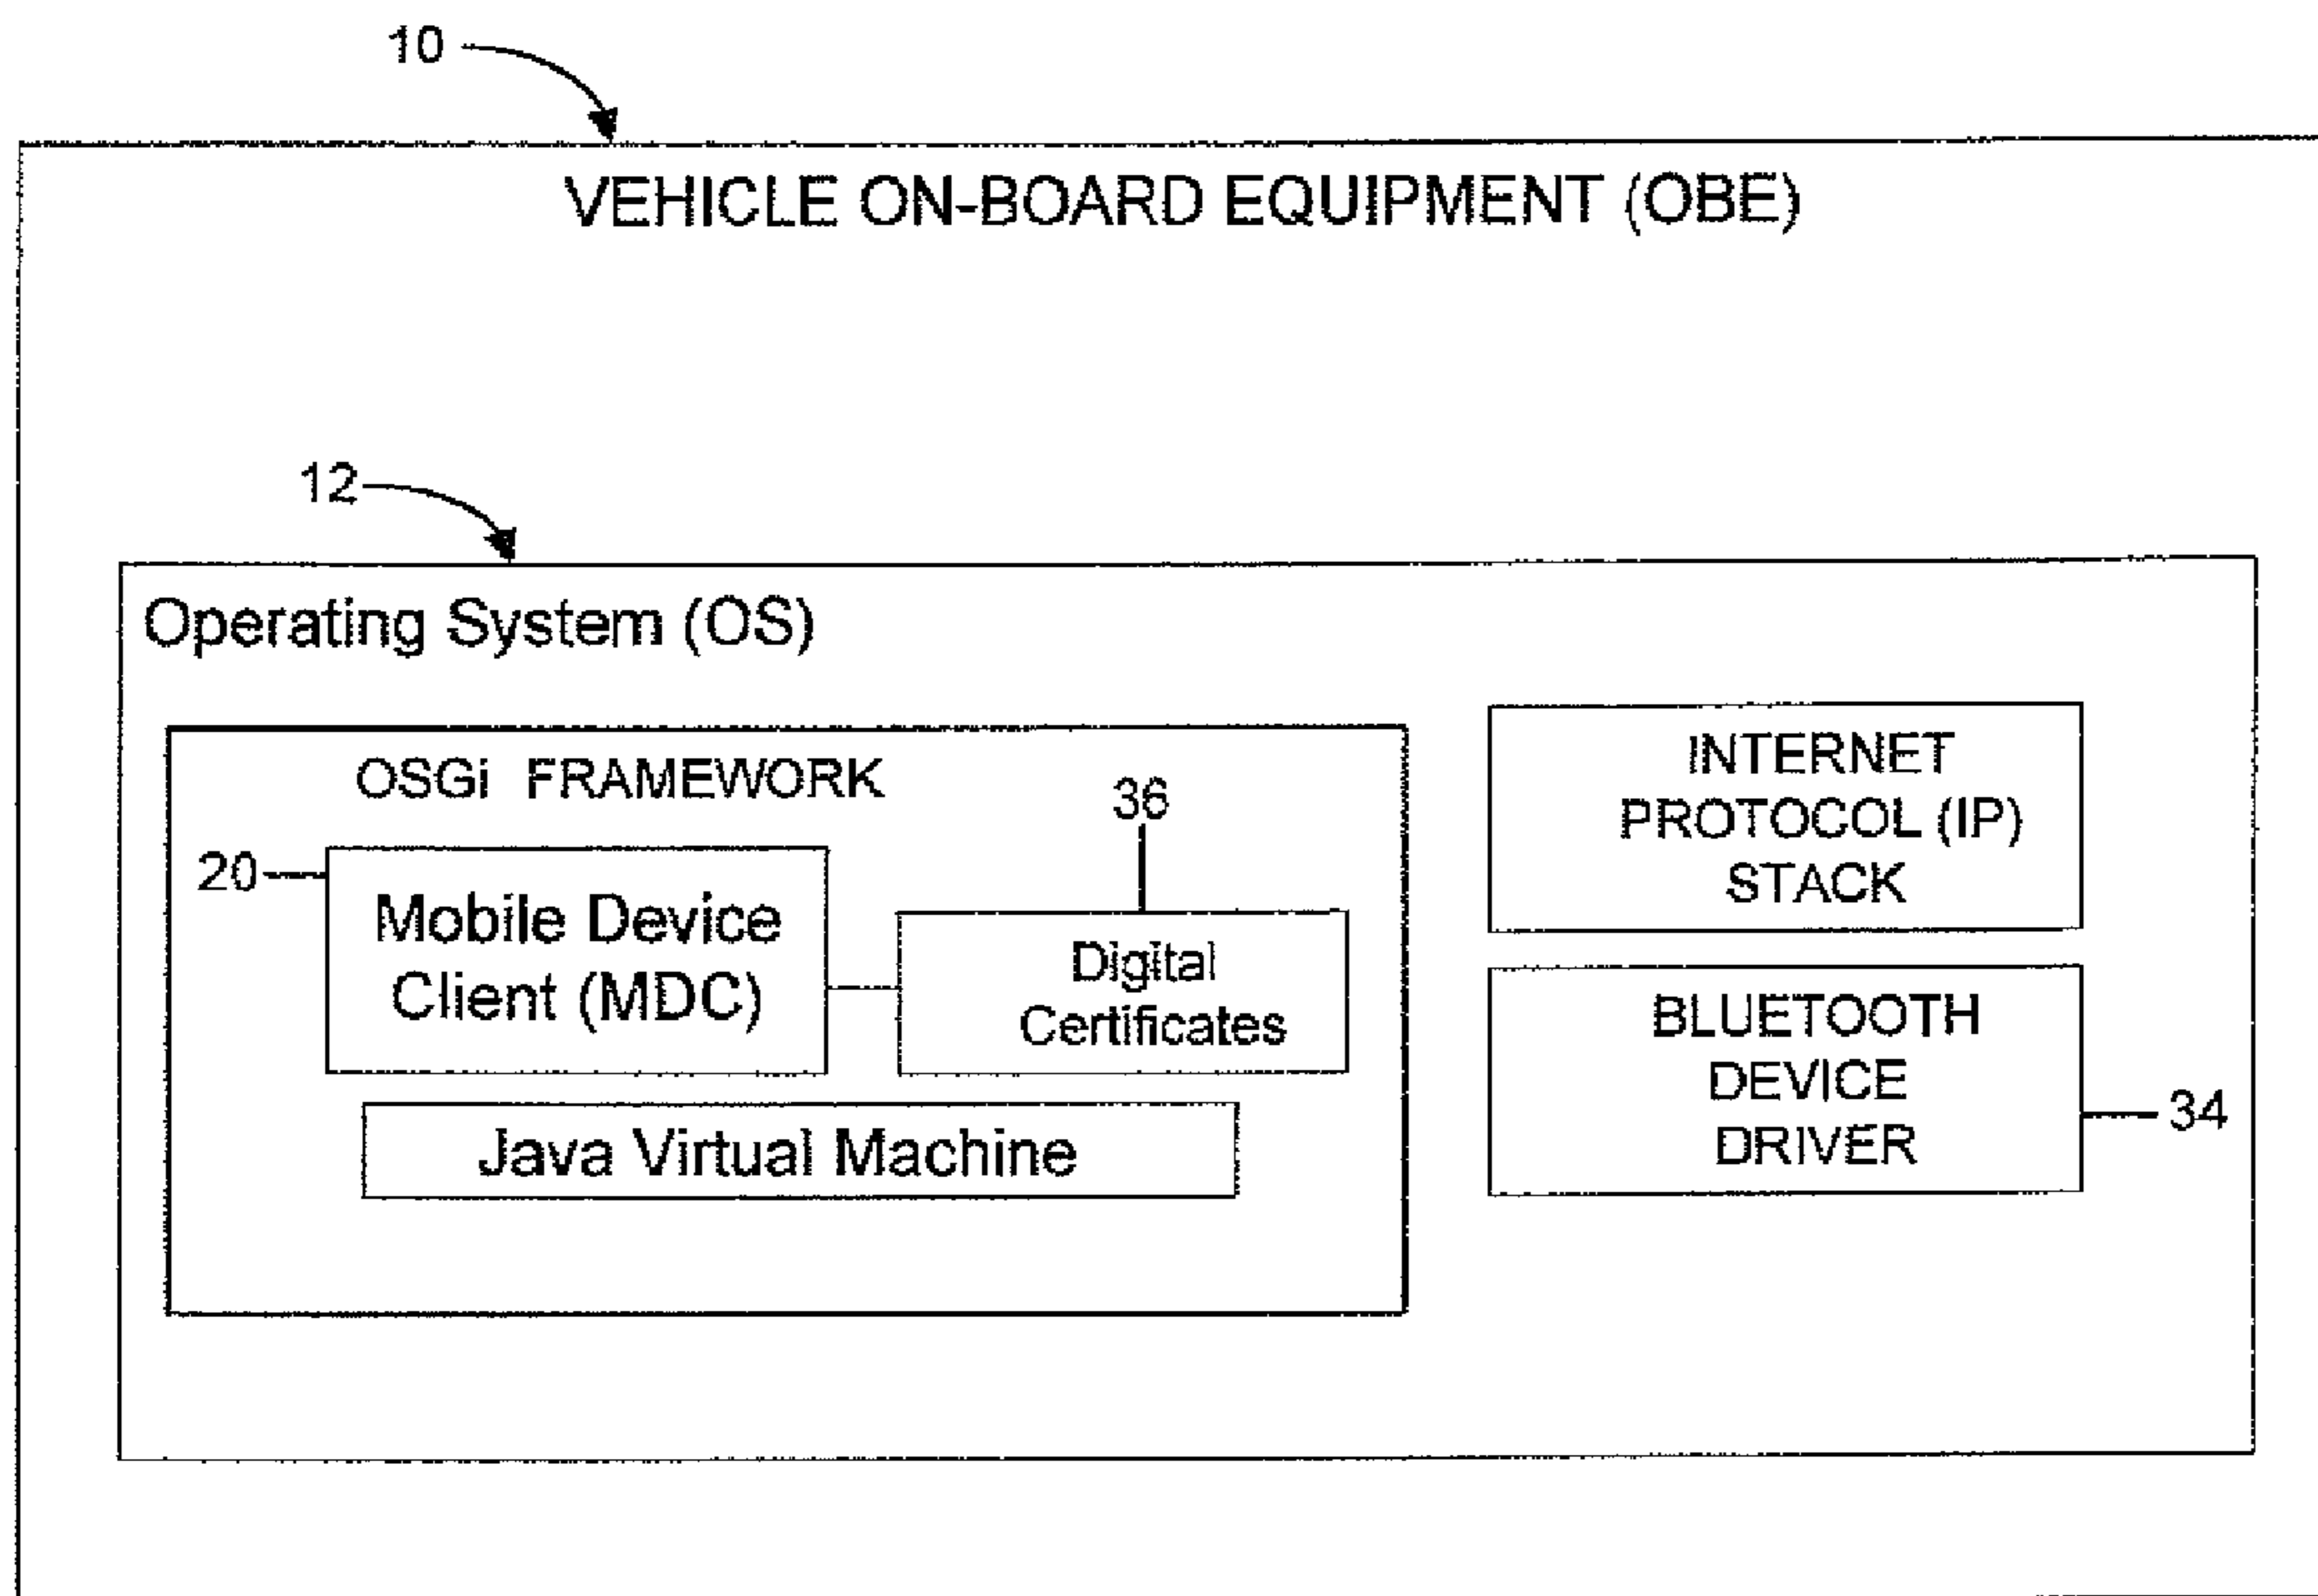 10
VEHICLE ON-BOARD EQUIPMENT (OBE)
12
Operating System (OS)
OSGi FRAMEWORK
36
20
Mobile Device
Client (MDC)
Digital
Certificates
Java Virtual Machine
INTERNET
PROTOCOL (IP)
STACK
BLUETOOTH
DEVICE
DRIVER
34